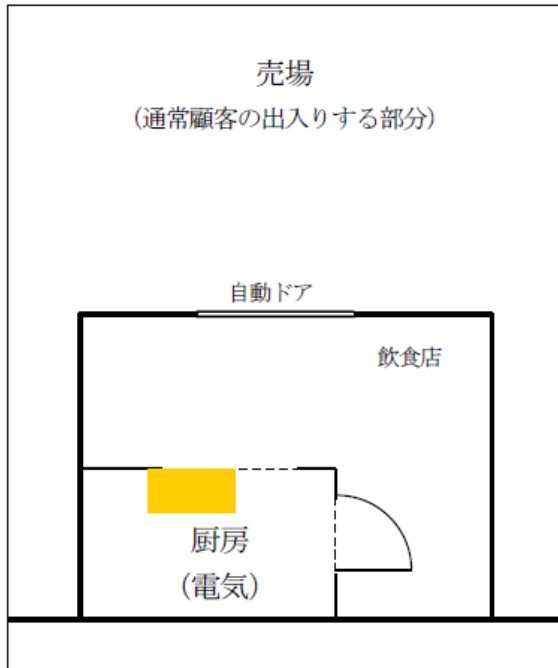 売場
(通常顧客の出入りする部分)
自動ドア
飲食店
厨房
(電気)